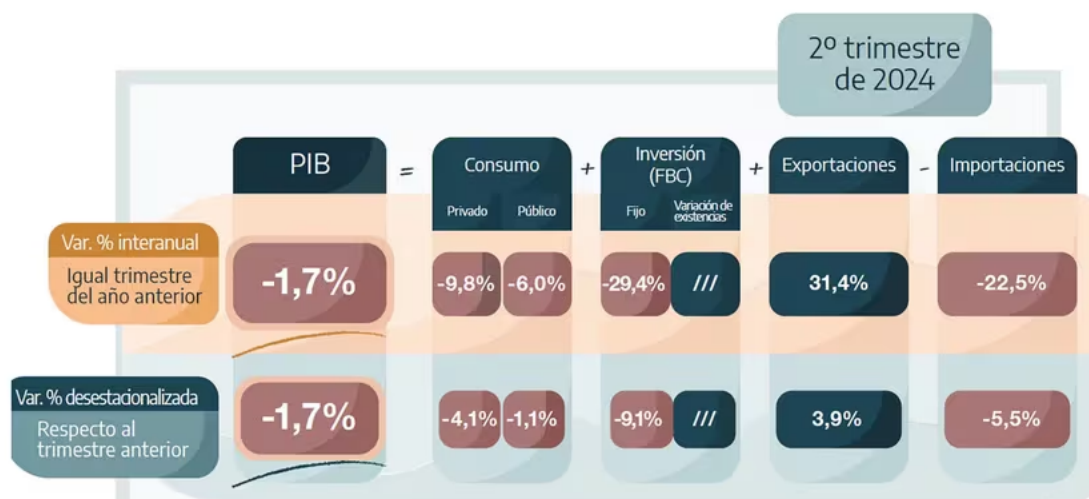 2º trimestre
de 2024
PIB
=
Consumo
Privado
Público
+
Inversión
(FBC)
Fijo
Variación de
existencias
+
Exportaciones
-
Importaciones
Var. % interanual
Igual trimestre
del año anterior
-1,7%
-9,8%
-6,0%
-29,4%
///
31,4%
-22,5%
Var. % desestacionalizada
Respecto al
trimestre anterior
-1,7%
-4,1%
-1,1%
-9,1%
///
3,9%
-5,5%